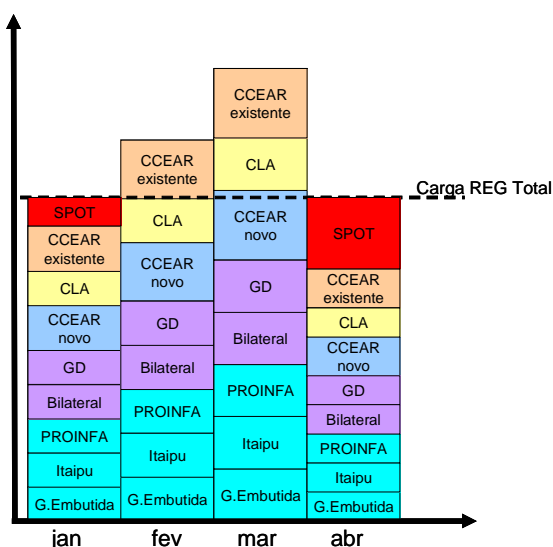 CCEAR
existente
CLA
CCEAR
novo
GD
Bilateral
PROINFA
Itaipu
G.Embutida
mar
CCEAR
existente
CLA
CCEAR
novo
GD
Bilateral
PROINFA
Itaipu
G.Embutida
fev
Carga REG Total
SPOT
CCEAR
existente
CLA
CCEAR
novo
GD
Bilateral
PROINFA
Itaipu
G.Embutida
jan
SPOT
CCEAR
existente
CLA
CCEAR
novo
GD
Bilateral
PROINFA
Itaipu
G.Embutida
abr